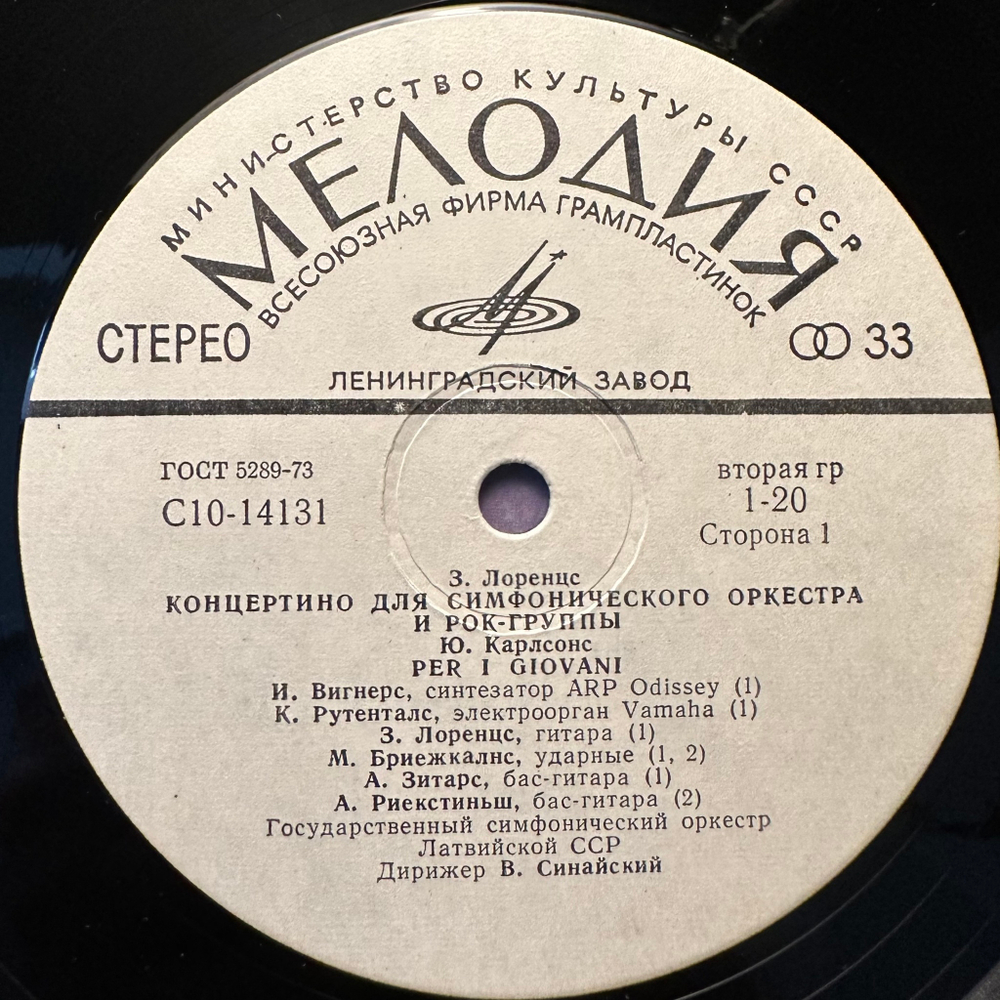 МИНИСТЕРСТВО КУЛЬТУРЫ СССР
МЕЛОДИЯ
ВСЕСОЮЗНАЯ ФИРМА ГРАМПЛАСТИНОК
СТЕРЕО
33
ЛЕНИНГРАДСКИЙ ЗАВОД
ГОСТ 5289-73
С10-14131
вторая гр
1-20
Сторона 1
З. Лоренцс
КОНЦЕРТИНО ДЛЯ СИМФОНИЧЕСКОГО ОРКЕСТРА
И РОК-ГРУППЫ
Ю. Карлсонс
PER I GIOVANI
И. Вигнерс, синтезатор ARP Odissey (1)
К. Рутенталс, электроорган Vamaha (1)
З. Лоренцс, гитара (1)
М. Бриежкалнс, ударные (1, 2)
А. Зитарс, бас-гитара (1)
А. Риекстиньш, бас-гитара (2)
Государственный симфонический оркестр
Латвийской ССР
Дирижер В. Синайский